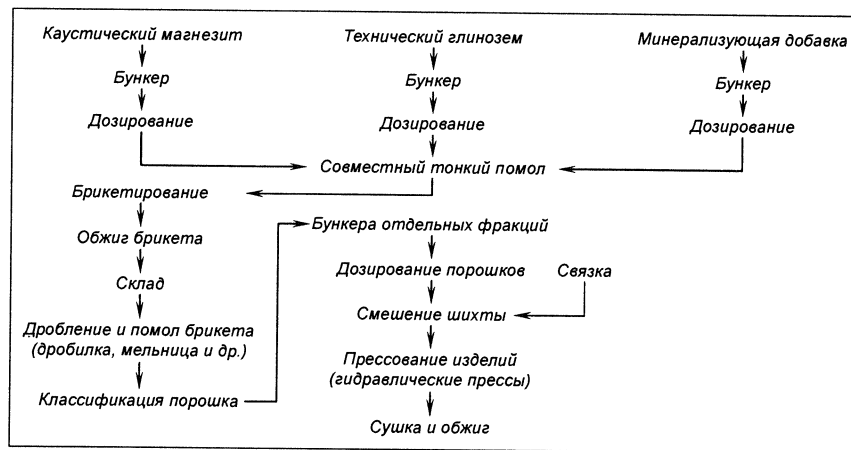 Каустический магнезит
Технический глинозем
Минерализующая добавка
Бункер
Бункер
Бункер
Дозирование
Дозирование
Дозирование
Совместный тонкий помол
Брикетирование
Обжиг брикета
Склад
Дробление и помол брикета
(дробилка, мельница и др.)
Классификация порошка
Бункера отдельных фракций
Дозирование порошков
Связка
Смешение шихты
Прессование изделий
(гидравлические прессы)
Сушка и обжиг